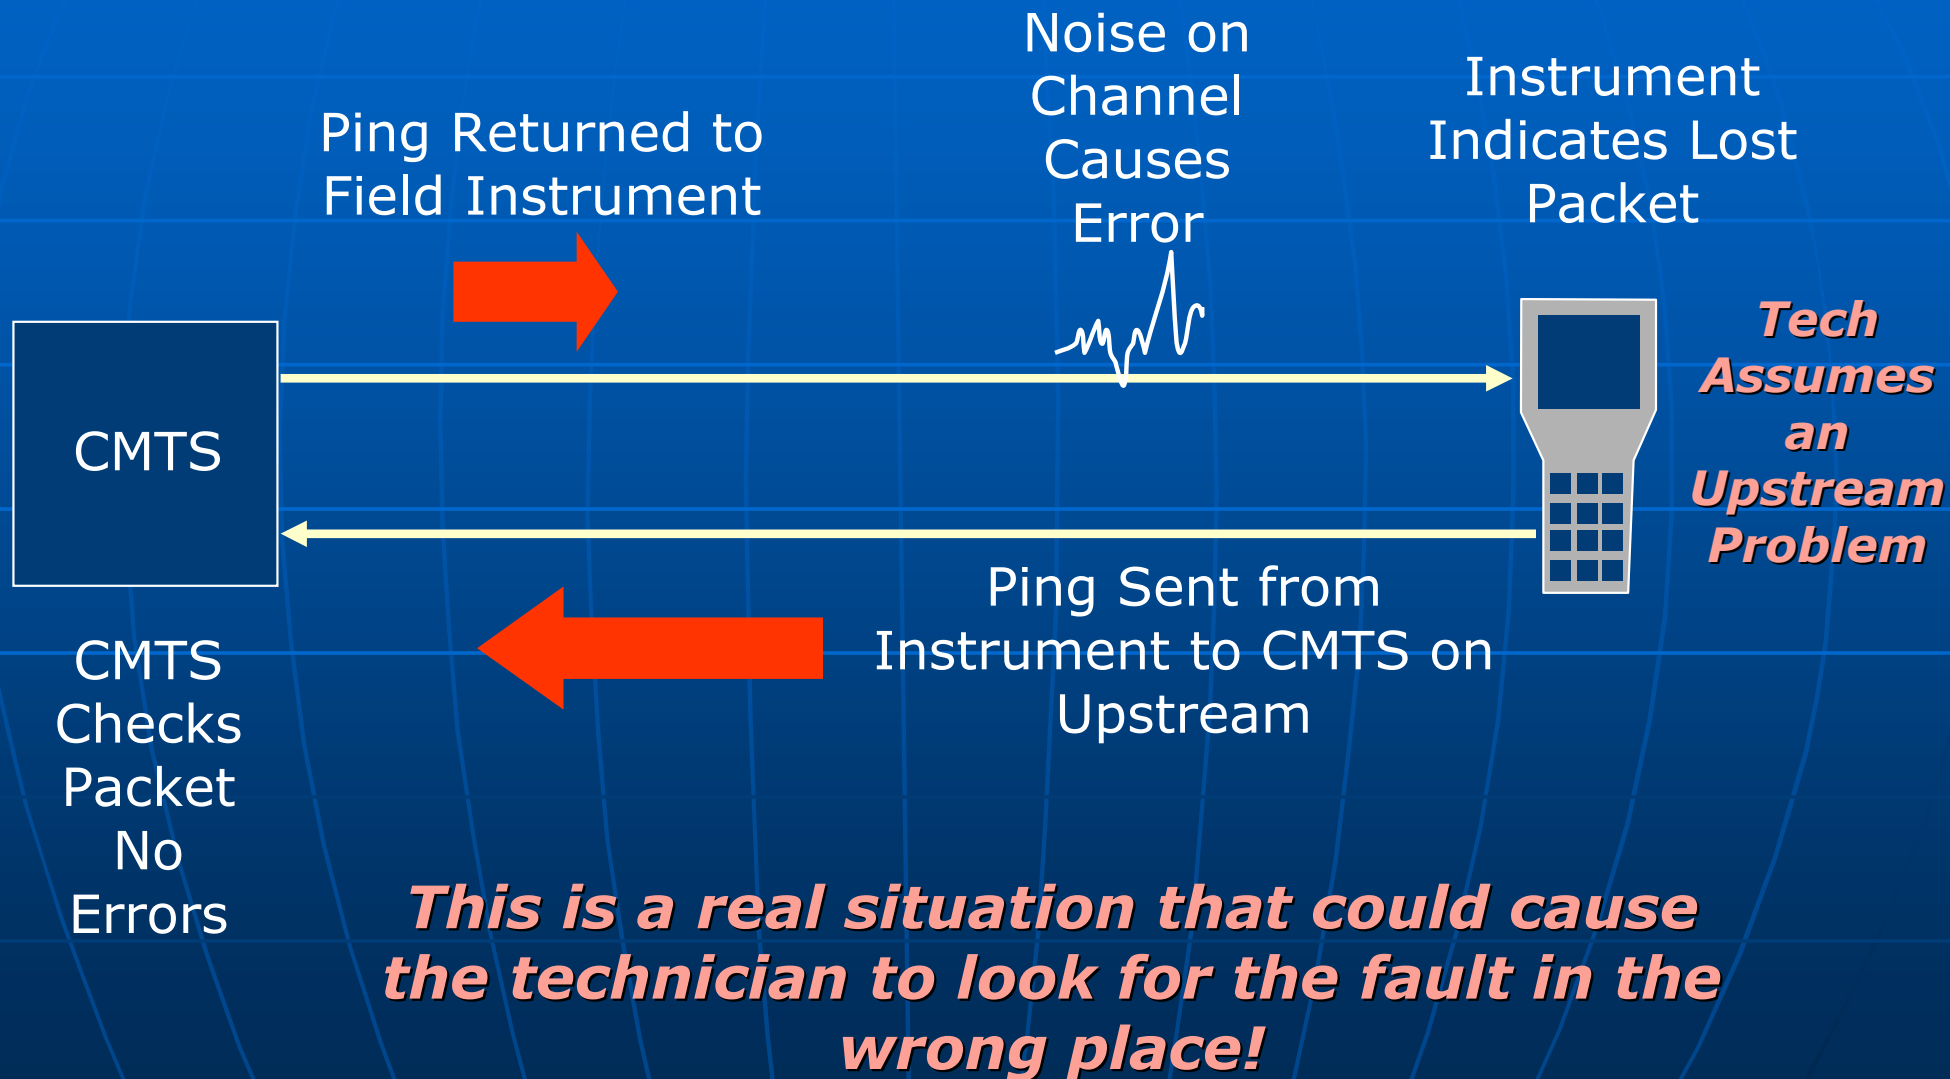 Noise on
Channel
Causes
Error
Instrument
Indicates Lost
Packet
Ping Returned to
Field Instrument
Tech
Assumes
an
Upstream
Problem
CMTS
Ping Sent from
Instrument to CMTS on
Upstream
CMTS
Checks
Packet
No
Errors
This is a real situation that could cause
the technician to look for the fault in the
wrong place!